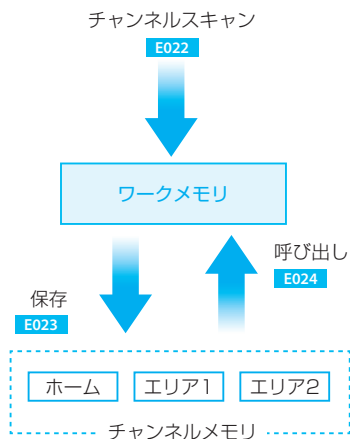 チャンネルスキャン
E022
ワークメモリ
呼び出し
E024
保存
E023
ホーム
エリア1
エリア2
チャンネルメモリ